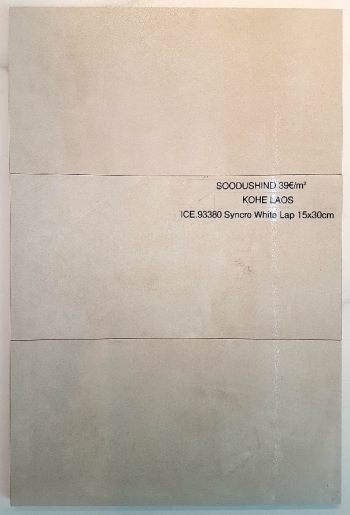 SOODUSHIND 39€/m²
KOHE LAOS
ICE.93380 Syncro White Lap 15x30cm